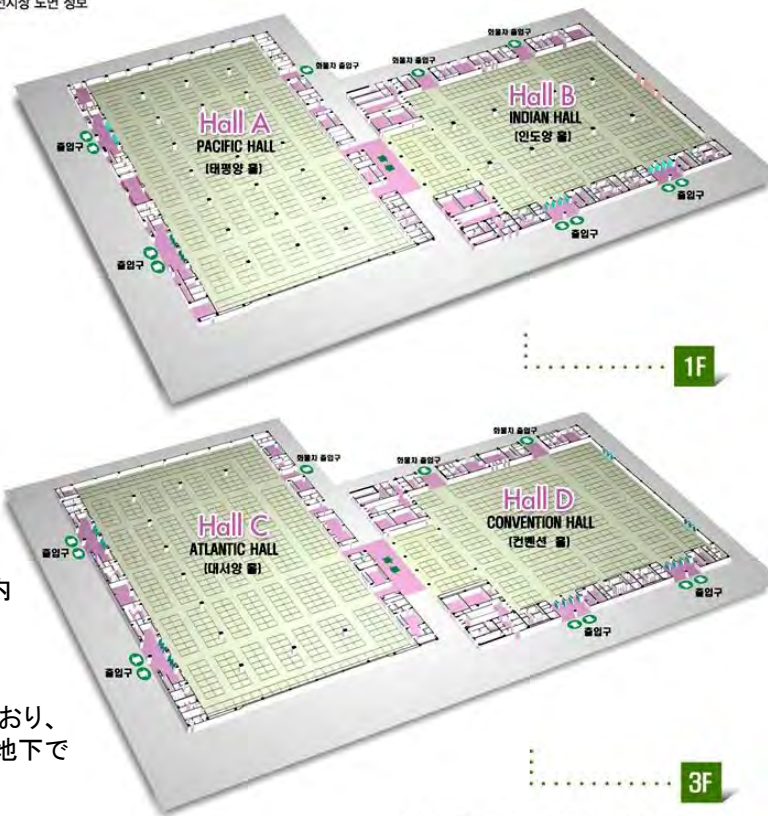 전시장 도면 정보
화물차 출입구
화물차 출입구
화물차 출입구
Hall A
PACIFIC HALL
(태평양 홀)
Hall B
INDIAN HALL
(인도양 홀)
출입구
출입구
출입구
출입구
1F
화물차 출입구
화물차 출입구
화물차 출입구
Hall C
ATLANTIC HALL
(대서양 홀)
Hall D
CONVENTION HALL
(컨벤션 홀)
출입구
출입구
출입구
출입구
内
おり、
地下で
3F